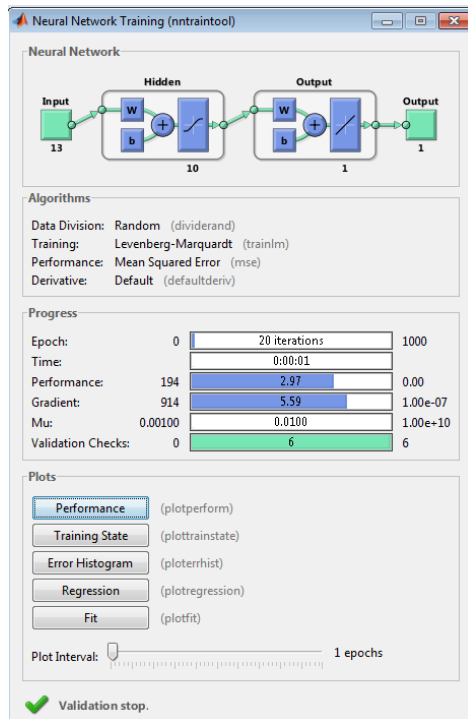 Neural Network Training (nntraintool)
Neural Network
Hidden Output
Input Output
W W
b b
13 10 1 1
Algorithms
Data Division: Random (dividerand)
Training: Levenberg-Marquardt (trainlm)
Performance: Mean Squared Error (mse)
Derivative: Default (defaultderiv)
Progress
Epoch: 0 20 iterations 1000
Time: 0:00:01
Performance: 194 2.97 0.00
Gradient: 914 5.59 1.00e-07
Mu: 0.00100 0.0100 1.00e+10
Validation Checks: 0 6 6
Plots
Performance (plotperform)
Training State (plottrainstate)
Error Histogram (ploterrhist)
Regression (plotregression)
Fit (plotfit)
Plot Interval: 1 epochs
Validation stop.